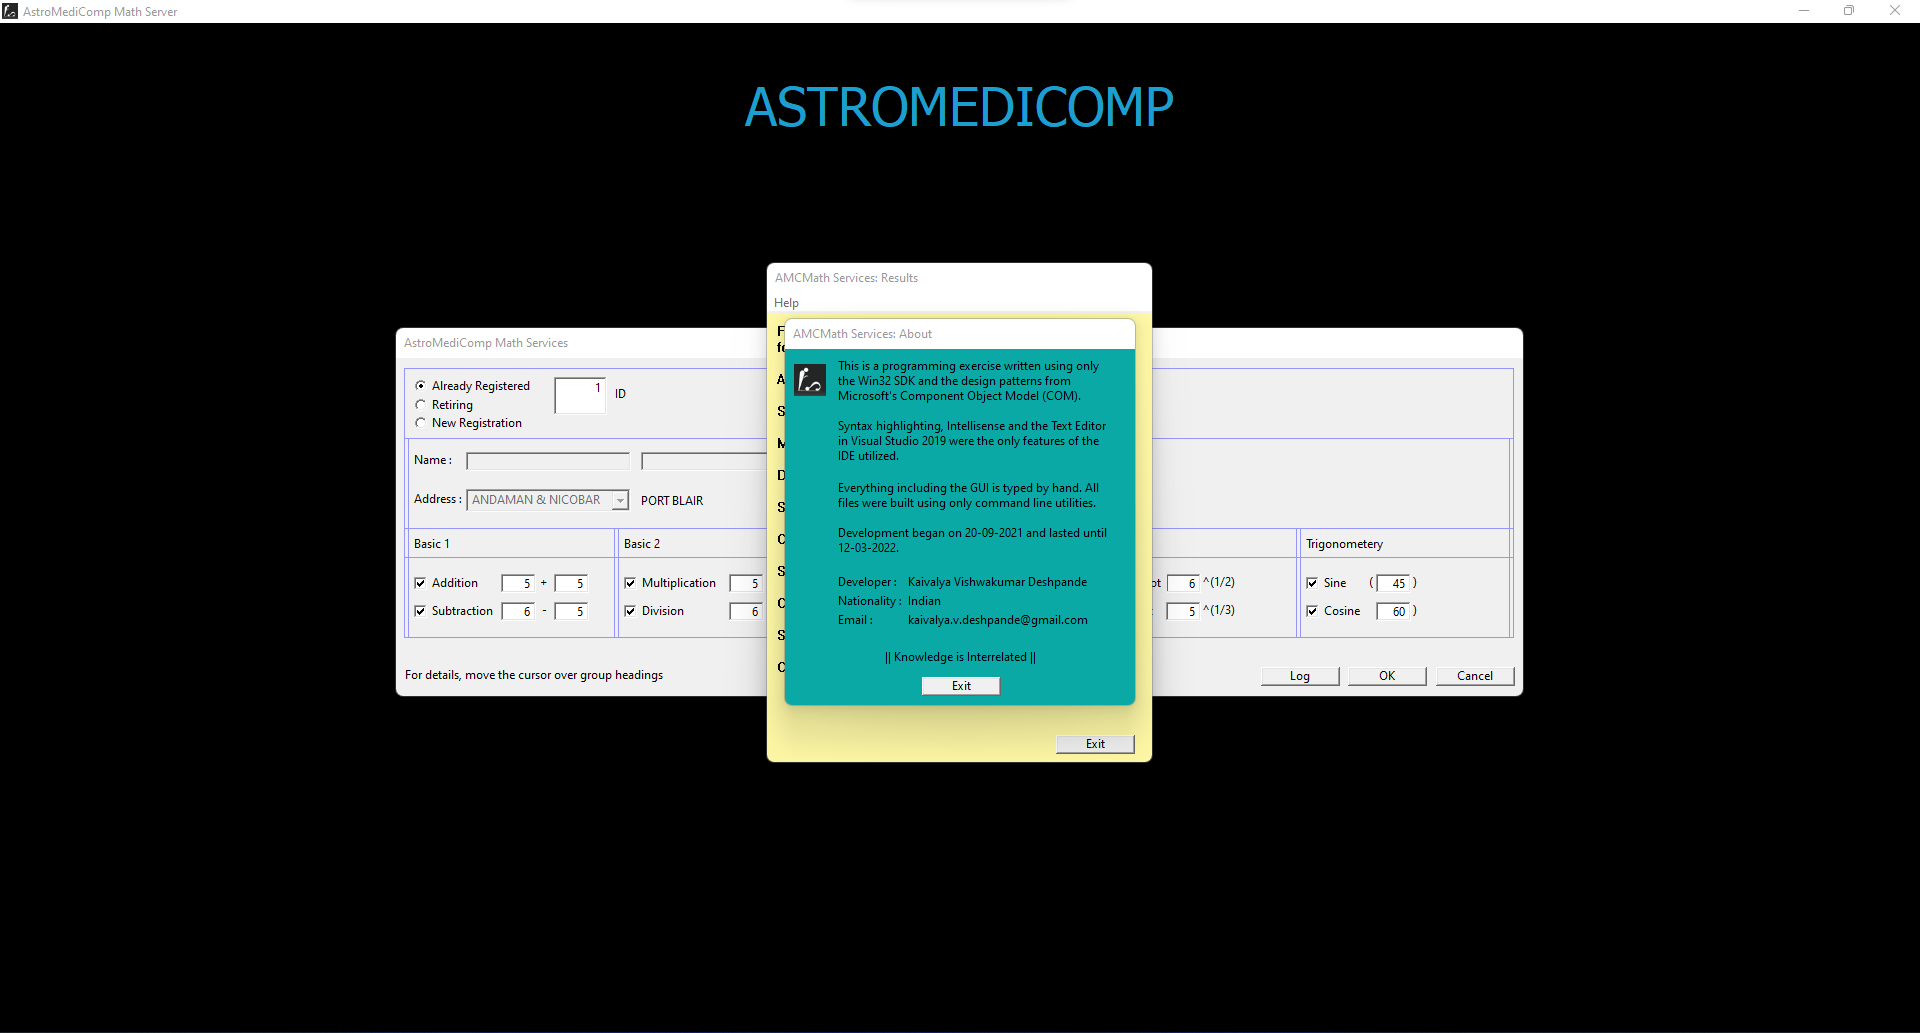 AstroMediComp Math Server
ASTROMEDICOMP
AMCMath Services: Results
Help
AMCMath Services: About
This is a programming exercise written using only
the Win32 SDK and the design patterns from
Microsoft's Component Object Model (COM).
Syntax highlighting, Intellisense and the Text Editor
in Visual Studio 2019 were the only features of the
IDE utilized.
Everything including the GUI is typed by hand. All
files were built using only command line utilities.
Development began on 20-09-2021 and lasted until
12-03-2022.
Developer : Kaivalya Vishwakumar Deshpande
Nationality : Indian
Email : kaivalya.v.deshpande@gmail.com
|| Knowledge is Interrelated ||
Exit
Exit
AstroMediComp Math Services
Already Registered 1 ID
Retiring
New Registration
Name :
Address : ANDAMAN & NICOBAR PORT BLAIR
Basic 1 Basic 2 Trigonometery
Addition 5 + 5 Multiplication 5 6 ^(1/2) Sine ( 45 )
Subtraction 6 - 5 Division 6 5 ^(1/3) Cosine 60 )
For details, move the cursor over group headings
Log OK Cancel